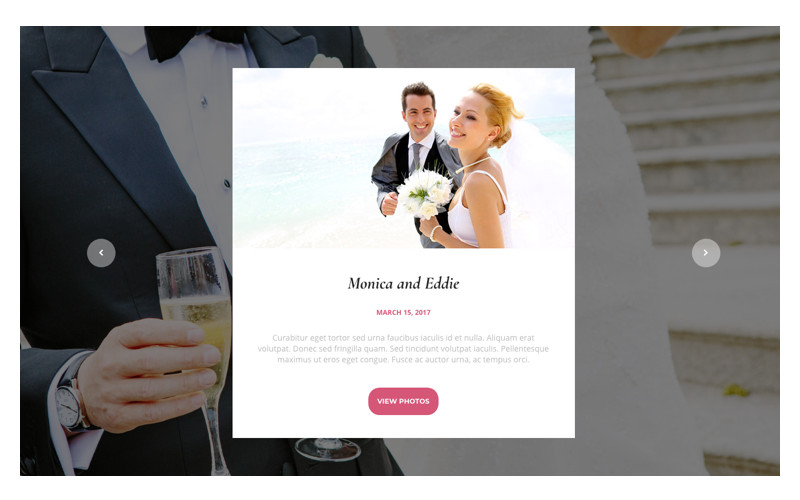 Monica and Eddie
MARCH 15, 2017
Curabitur eget tortor sed urna faucibus iaculis id et nulla. Aliquam erat
volutpat. Donec sed fringilla quam. Sed tincidunt volutpat iaculis. Pellentesque
maximus ut eros eget congue. Fusce ac auctor urna, ac tempus orci.
VIEW PHOTOS